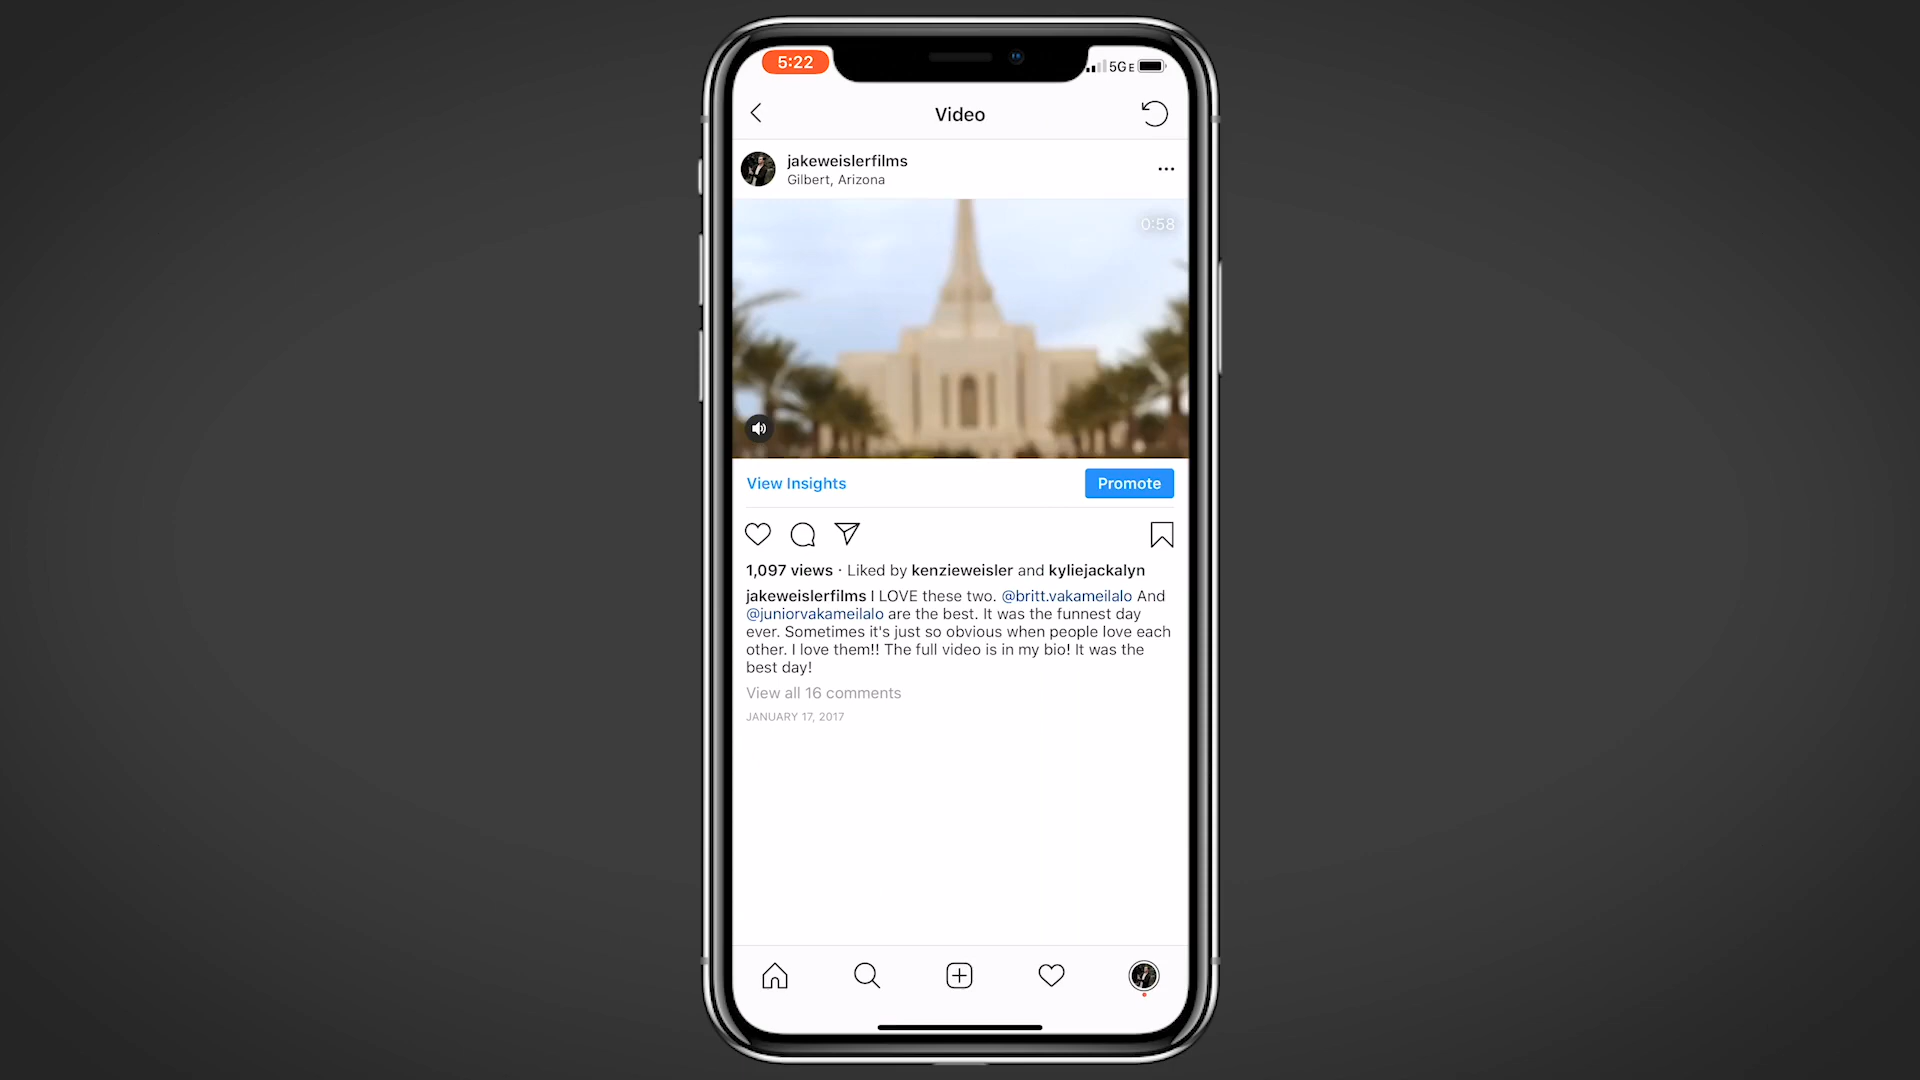 5:22
5GE
Video
jakeweislerfilms
Gilbert, Arizona
0:58
View Insights
Promote
1,097 views · Liked by kenzieweisler and kyliejackalyn
jakeweislerfilms I LOVE these two. @britt.vakameilalo And
@juniorvakameilalo are the best. It was the funnest day
ever. Sometimes it's just so obvious when people love each
other. I love them!! The full video is in my bio! It was the
best day!
View all 16 comments
JANUARY 17, 2017